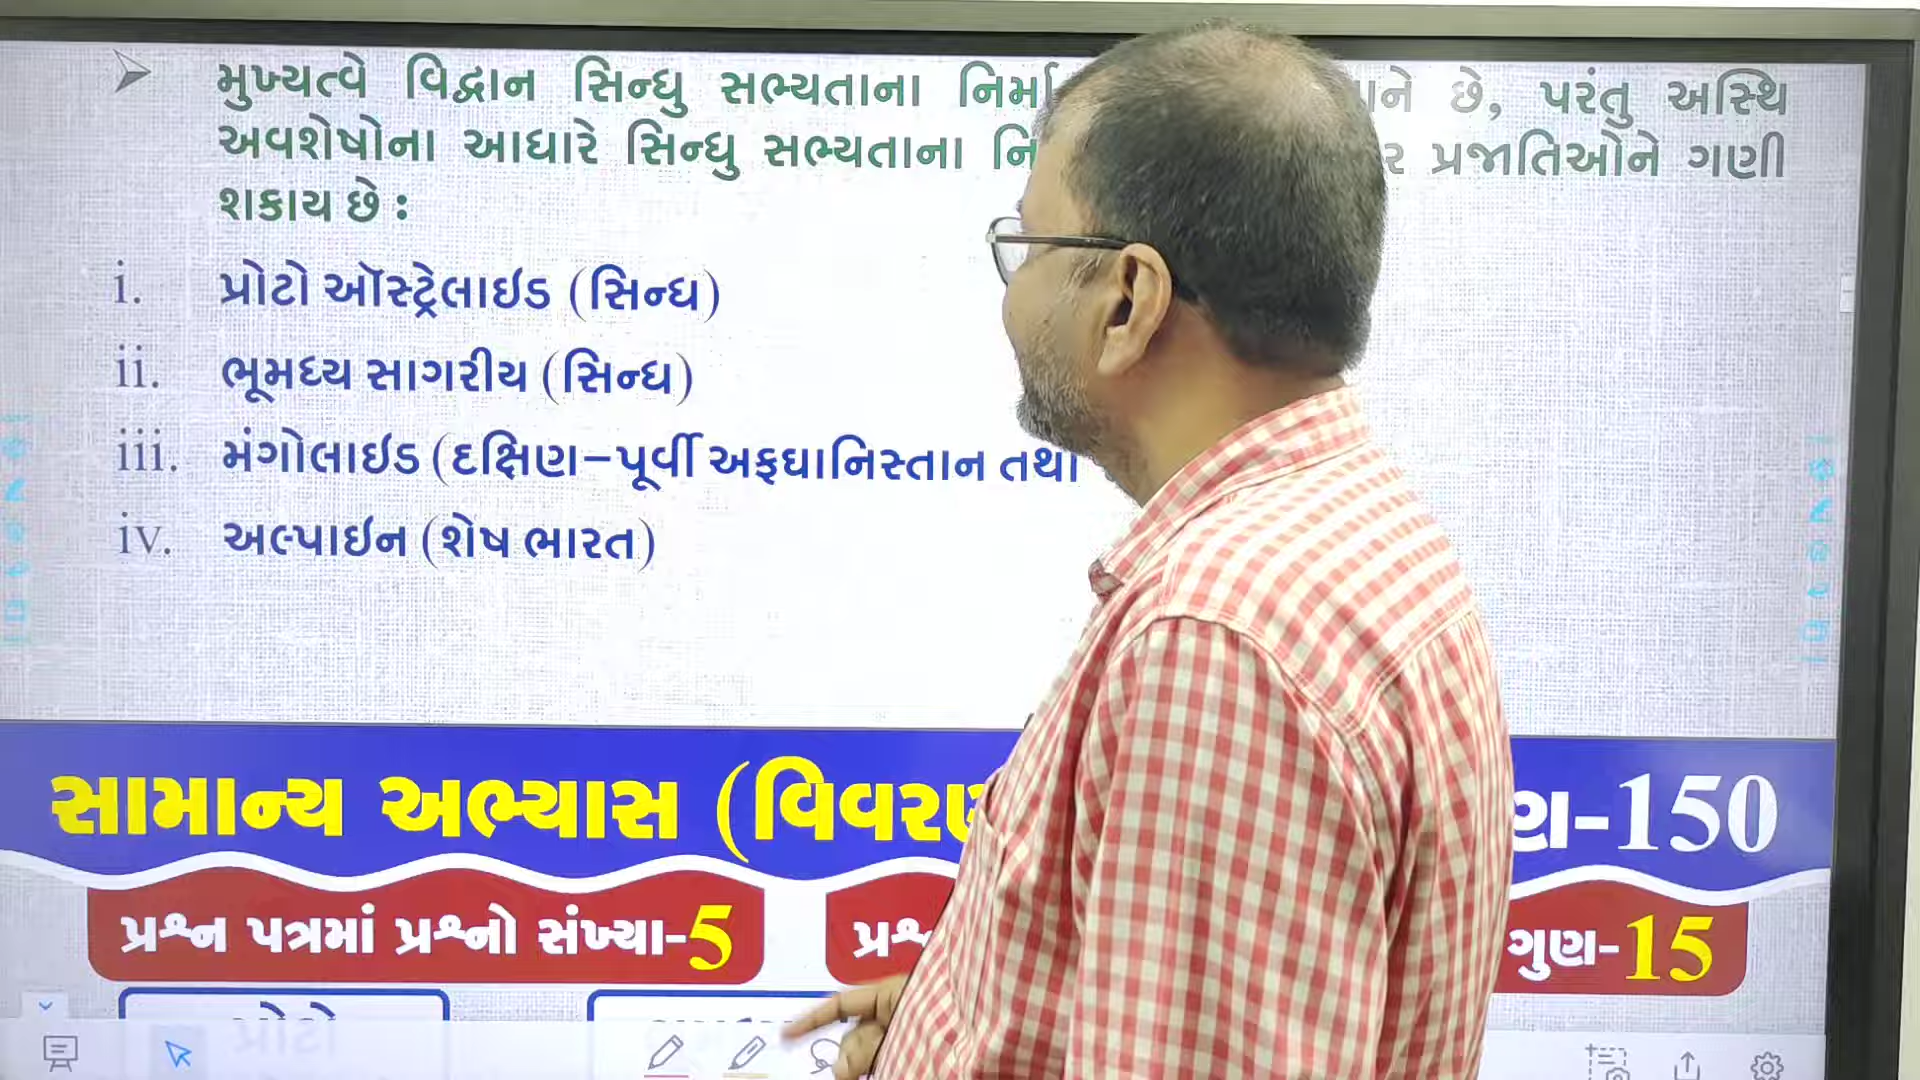 મુખ્યત્વે વિદ્વાન સિન્ધુ સભ્યતાના છે, પરંતુ અસ્થિ
અવશેષોના આધારે સિન્ધુ સભ્યતાના પ્રજાતિઓને ગણી
શકાય છે :
i. પ્રોટો ઑસ્ટ્રેલાઇડ (સિન્ધ)
ii. ભૂમધ્ય સાગરીય (સિન્ધ)
iii. મંગોલાઇડ (દક્ષિણ–પૂર્વી અફઘાનિસ્તાન તથા
iv. અલ્પાઇન (શેષ ભારત)
સામાન્ય અભ્યાસ -150
પ્રશ્ન પત્રમાં પ્રશ્નો સંખ્યા-5 ગુણ-15